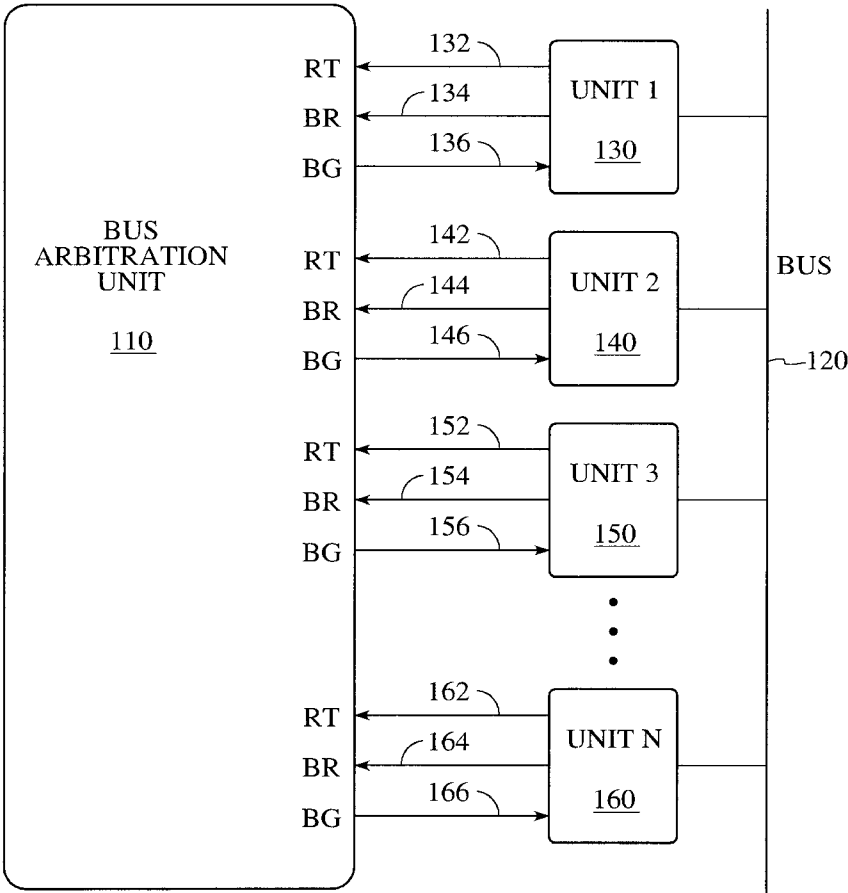 BUS
ARBITRATION
UNIT
110
RT
132
BR
134
BG
136
UNIT 1
130
RT
142
BR
144
BG
146
UNIT 2
140
BUS
120
RT
152
BR
154
BG
156
UNIT 3
150
RT
162
BR
164
BG
166
UNIT N
160